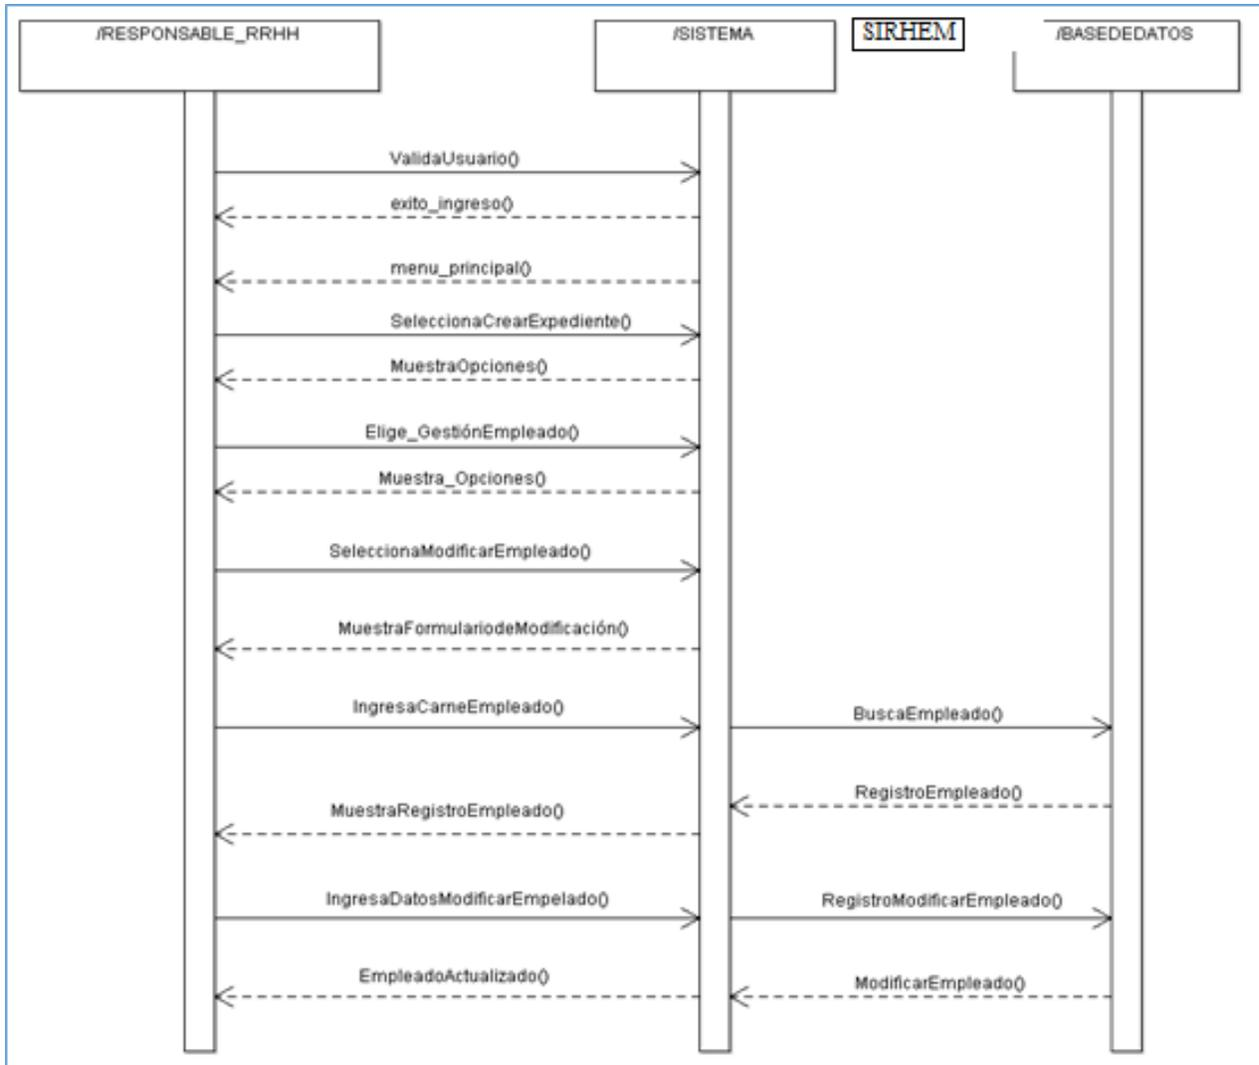 /RESPONSABLE_RRHH
/SISTEMA
SIRHEM
/BASEDEDATOS
ValidaUsuario()
exito_ingreso()
menu_principal()
SeleccionaCrearExpediente()
MuestraOpciones()
Elige_GestiónEmpleado()
Muestra_Opciones()
SeleccionaModificarEmpleado()
MuestraFormulariodeModificación()
IngresaCarneEmpleado()
BuscaEmpleado()
RegistroEmpleado()
MuestraRegistroEmpleado()
IngresaDatosModificarEmpelado()
RegistroModificarEmpleado()
EmpleadoActualizado()
ModificarEmpleado()